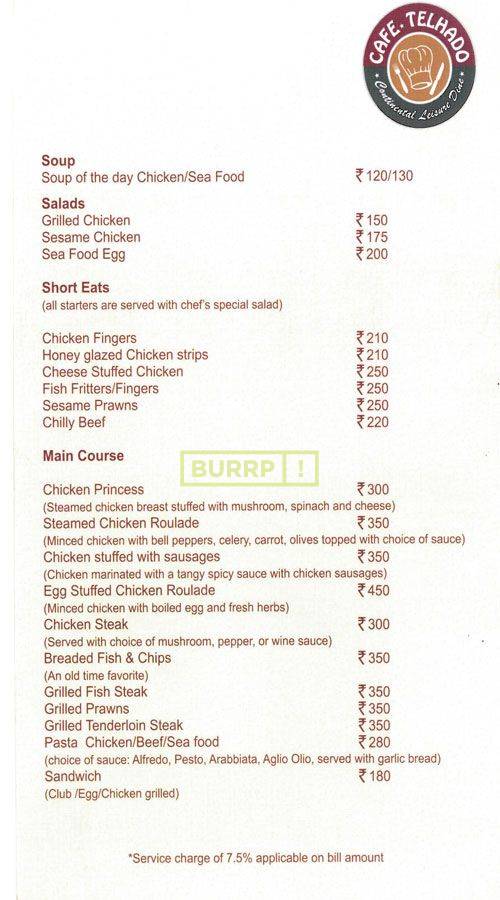 CAFE. TELHADO
Continental Leisure Dine
Soup
Soup of the day Chicken/Sea Food ₹ 120/130
Salads
Grilled Chicken ₹ 150
Sesame Chicken ₹ 175
Sea Food Egg ₹ 200
Short Eats
(all starters are served with chef's special salad)
Chicken Fingers ₹ 210
Honey glazed Chicken strips ₹ 210
Cheese Stuffed Chicken ₹ 250
Fish Fritters/Fingers ₹ 250
Sesame Prawns ₹ 250
Chilly Beef ₹ 220
Main Course
BURRP !
Chicken Princess ₹ 300
(Steamed chicken breast stuffed with mushroom, spinach and cheese)
Steamed Chicken Roulade ₹ 350
(Minced chicken with bell peppers, celery, carrot, olives topped with choice of sauce)
Chicken stuffed with sausages ₹ 350
(Chicken marinated with a tangy spicy sauce with chicken sausages)
Egg Stuffed Chicken Roulade ₹ 450
(Minced chicken with boiled egg and fresh herbs)
Chicken Steak ₹ 300
(Served with choice of mushroom, pepper, or wine sauce)
Breaded Fish & Chips ₹ 350
(An old time favorite)
Grilled Fish Steak ₹ 350
Grilled Prawns ₹ 350
Grilled Tenderloin Steak ₹ 350
Pasta Chicken/Beef/Sea food ₹ 280
(choice of sauce: Alfredo, Pesto, Arabbiata, Aglio Olio, served with garlic bread)
Sandwich ₹ 180
(Club /Egg/Chicken grilled)
*Service charge of 7.5% applicable on bill amount